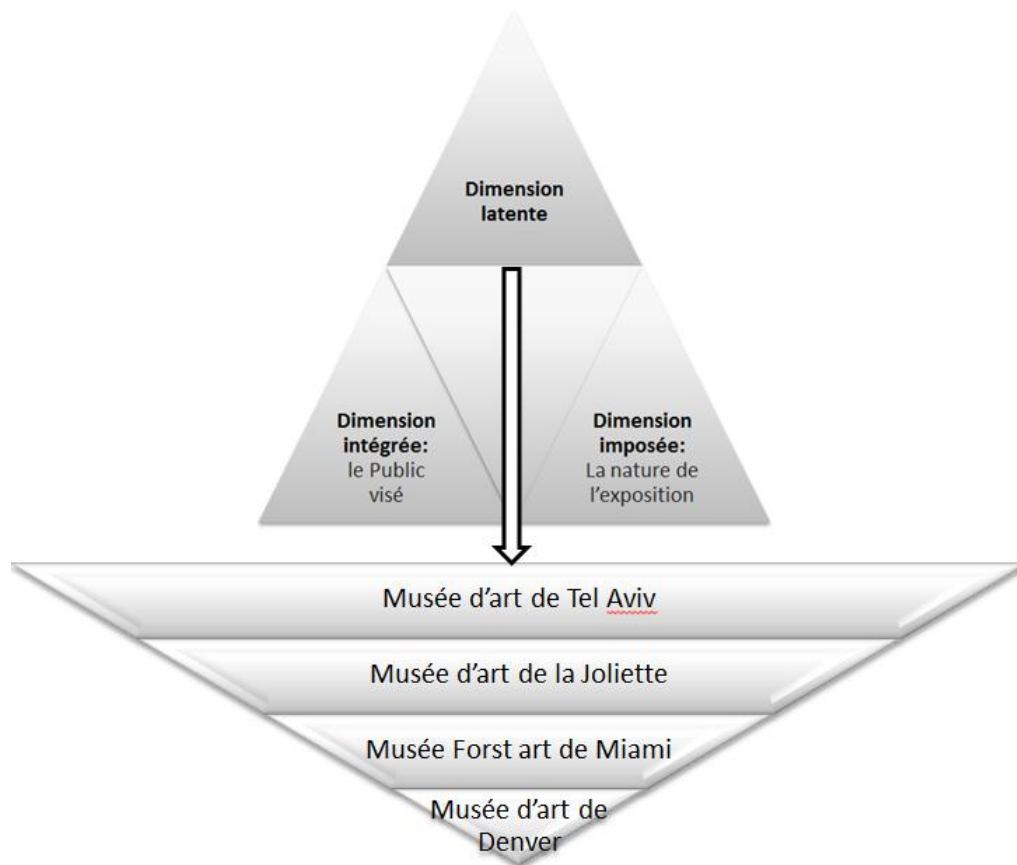 Dimension
latente
Dimension
intégrée:
le Public
visé
Dimension
imposée:
La nature de
l'exposition
Musée d'art de Tel Aviv
Musée d'art de la Joliette
Musée Forst art de Miami
Musée d'art de
Denver